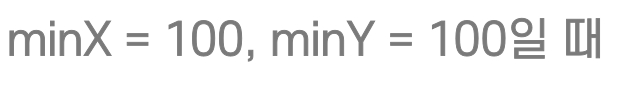 minX = 100, minY = 100일 때